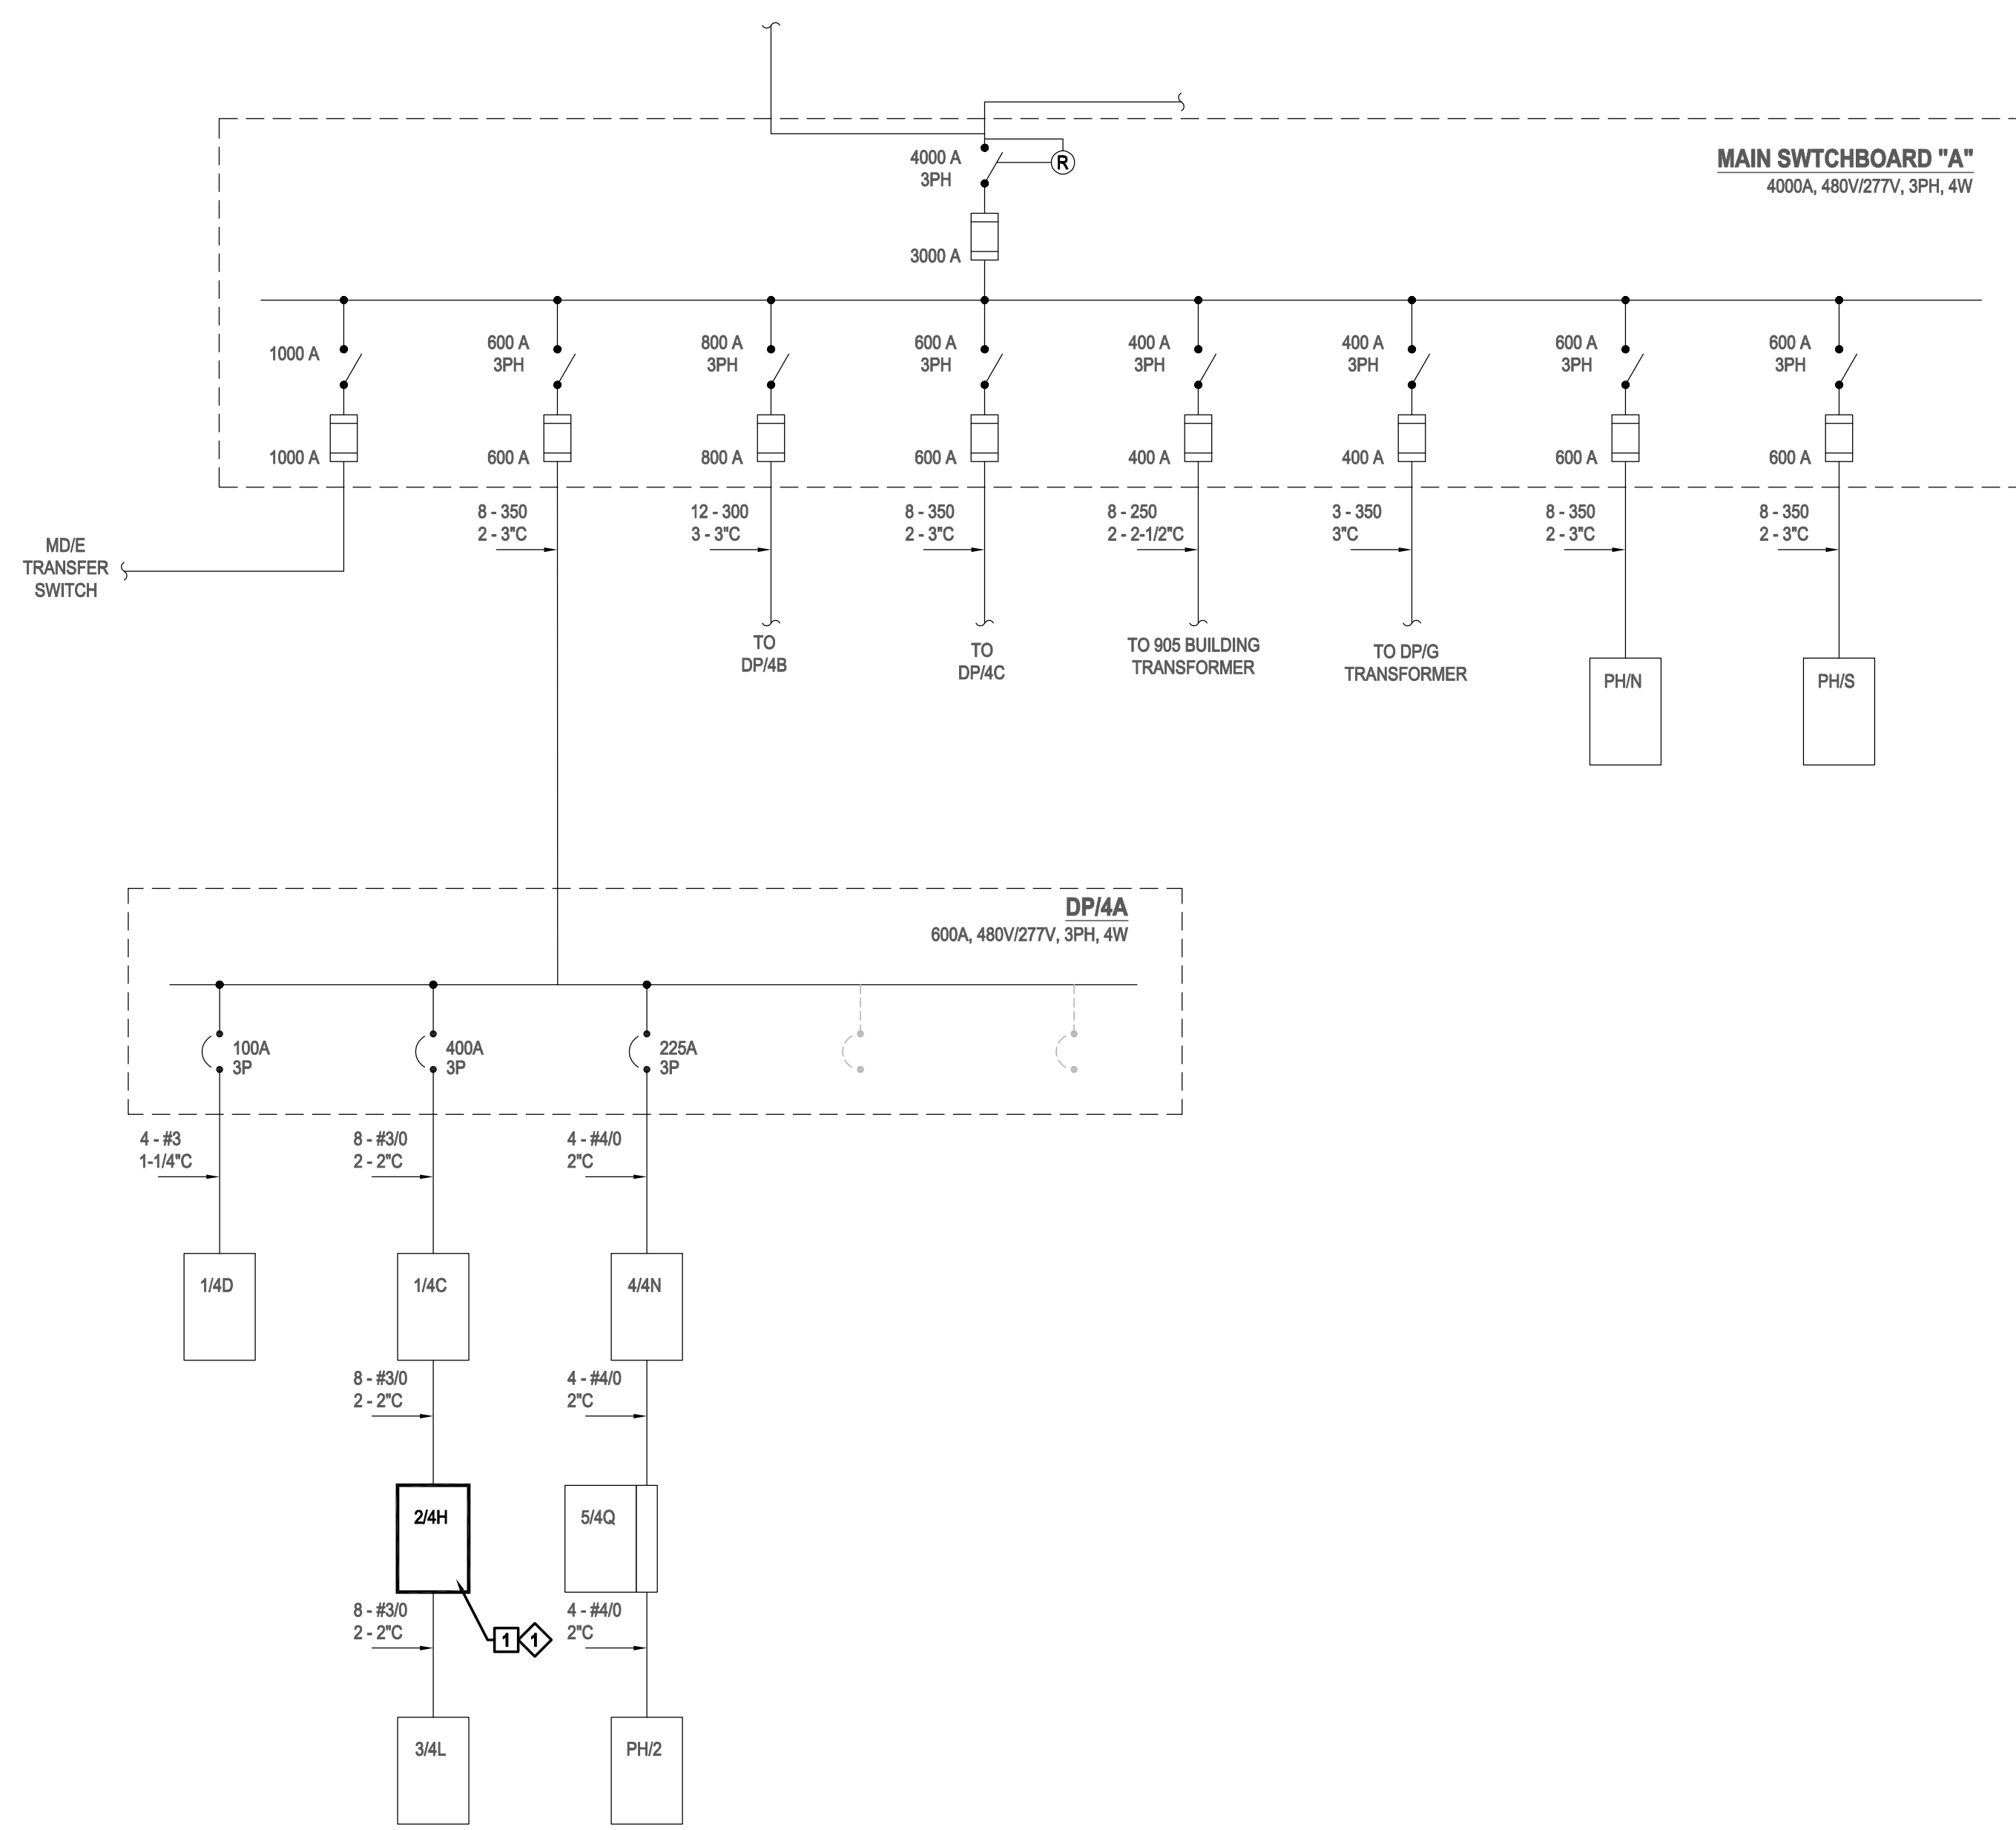 4000 A
3PH
R
MAIN SWTCHBOARD "A"
4000A, 480V/277V, 3PH, 4W
3000 A
1000 A
600 A
3PH
800 A
3PH
600 A
3PH
400 A
3PH
400 A
3PH
600 A
3PH
600 A
3PH
1000 A
600 A
800 A
600 A
400 A
400 A
600 A
600 A
8 - 350
2 - 3"C
12 - 300
3 - 3"C
8 - 350
2 - 3"C
8 - 250
2 - 2-1/2"C
3 - 350
3"C
8 - 350
2 - 3"C
8 - 350
2 - 3"C
MD/E
TRANSFER
SWITCH
TO
DP/4B
TO
DP/4C
TO 905 BUILDING
TRANSFORMER
TO DP/G
TRANSFORMER
PH/N
PH/S
DP/4A
600A, 480V/277V, 3PH, 4W
100A
3P
400A
3P
225A
3P
4 - #3
1-1/4"C
8 - #3/0
2 - 2"C
4 - #4/0
2"C
1/4D
1/4C
4/4N
8 - #3/0
2 - 2"C
4 - #4/0
2"C
2/4H
5/4Q
8 - #3/0
2 - 2"C
1
1
4 - #4/0
2"C
3/4L
PH/2